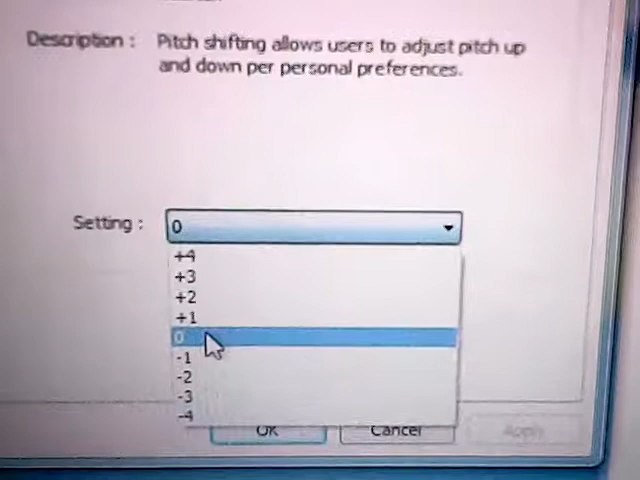 Description : Pitch shifting allows users to adjust pitch up
and down per personal preferences.
Setting : 0
+4
+3
+2
+1
0
-1
-2
-3
-4
OK Cancel Apply